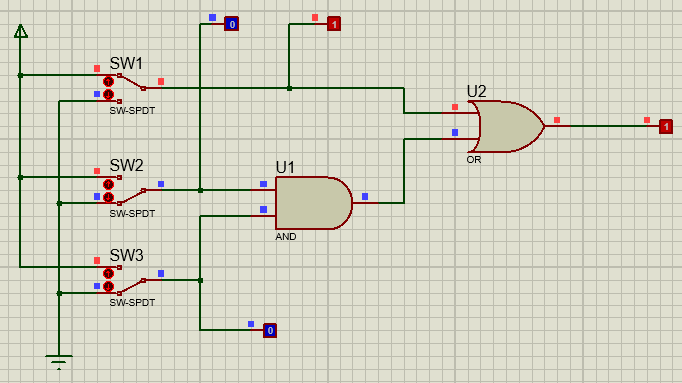 0
1
SW1
SW-SPDT
U2
1
OR
SW2
SW-SPDT
U1
AND
SW3
SW-SPDT
0